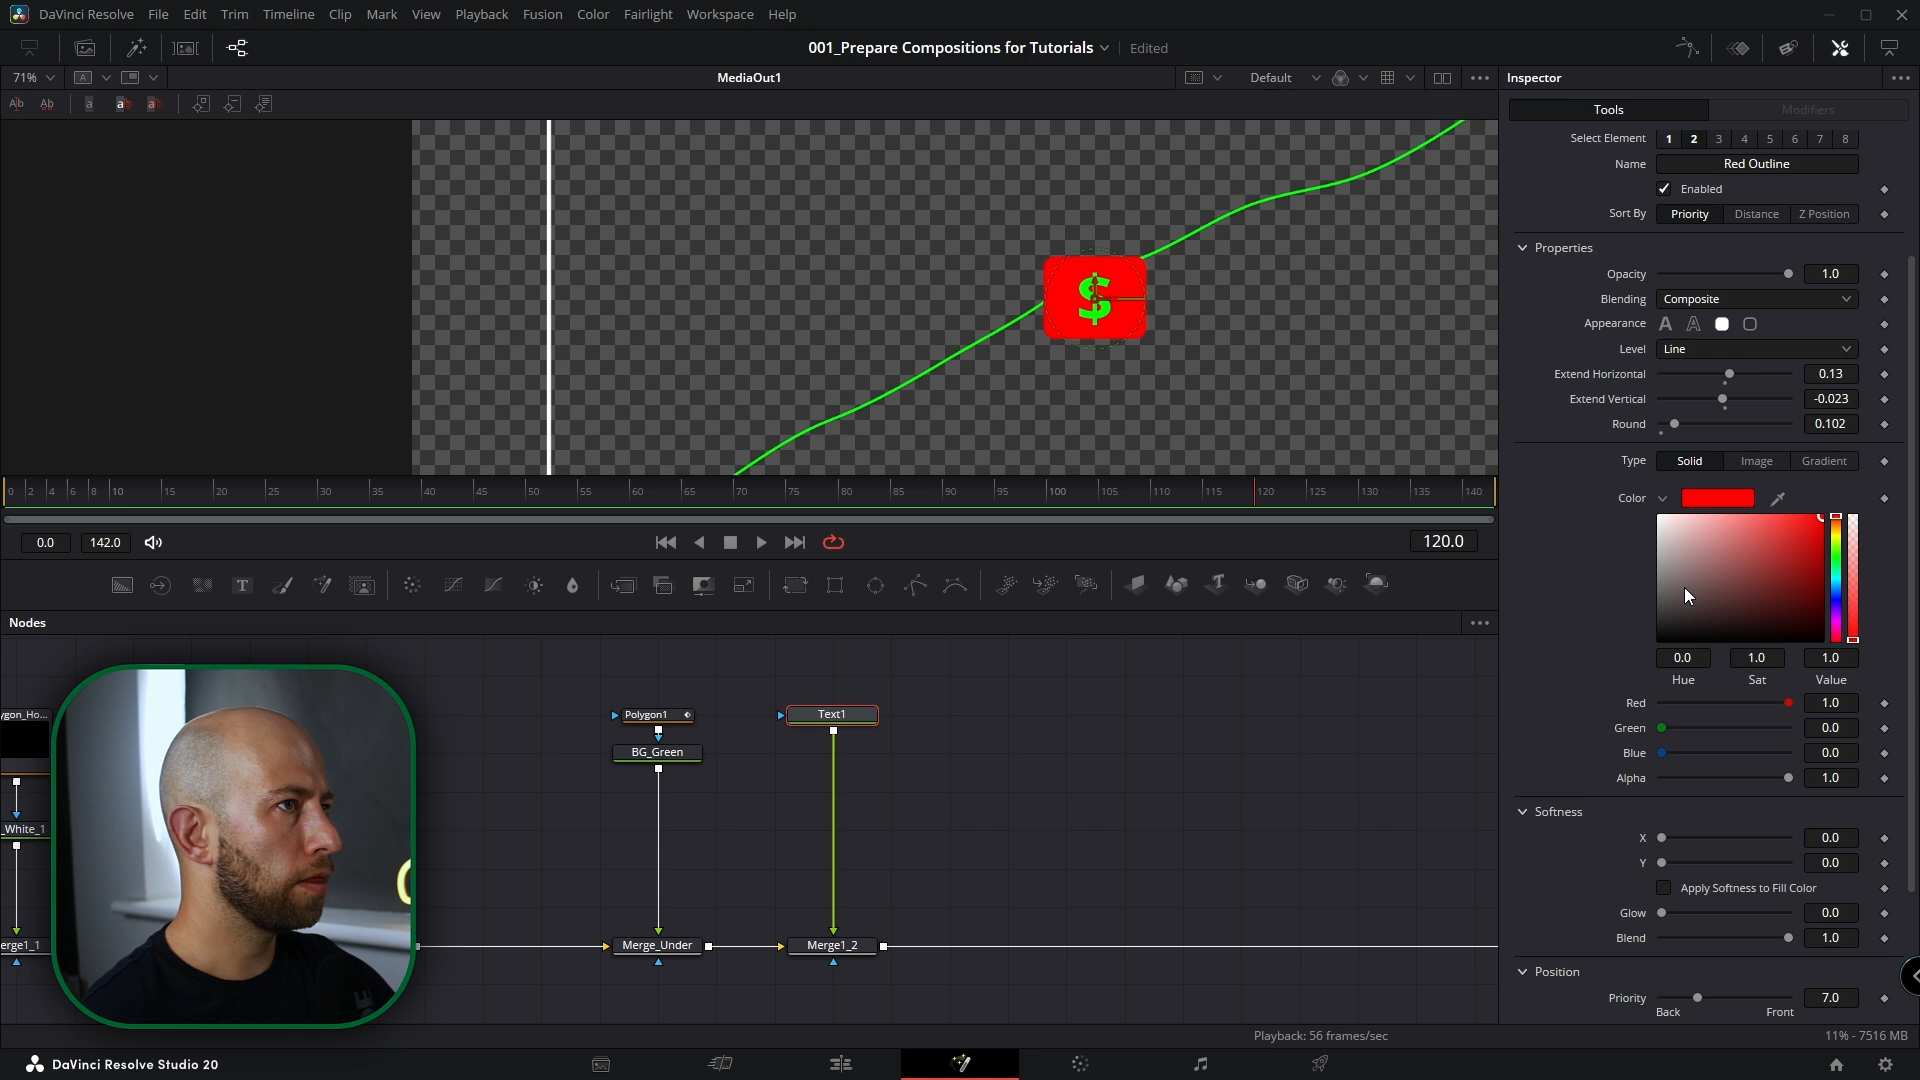 DaVinci Resolve File Edit Trim Timeline Clip Mark View Playback Fusion Color Fairlight Workspace Help
001_Prepare Compositions for Tutorials Edited
71% A MediaOut1 Default Inspector
Tools Modifiers
Select Element 1 2 3 4 5 6 7 8
Name Red Outline
Enabled
Sort By Priority Distance Z Position
Properties
Opacity 1.0
Blending Composite
Appearance
Level Line
Extend Horizontal 0.13
Extend Vertical -0.023
Round 0.102
$
Type Solid Image Gradient
Color
0 2 4 6 8 10 15 20 25 30 35 40 45 50 55 60 65 70 75 80 85 90 95 100 105 110 115 120 125 130 135 140
0.0 142.0 120.0
0.0 1.0 1.0
Hue Sat Value
Red 1.0
Green 0.0
Blue 0.0
Alpha 1.0
Nodes
ygon_Ho...
Polygon1
Text1
BG_Green
_White_1
erge1_1
Merge_Under
Merge1_2
Softness
X 0.0
Y 0.0
Apply Softness to Fill Color
Glow 0.0
Blend 1.0
Position
Priority 7.0
Back Front
Playback: 56 frames/sec 11% - 7516 MB
DaVinci Resolve Studio 20